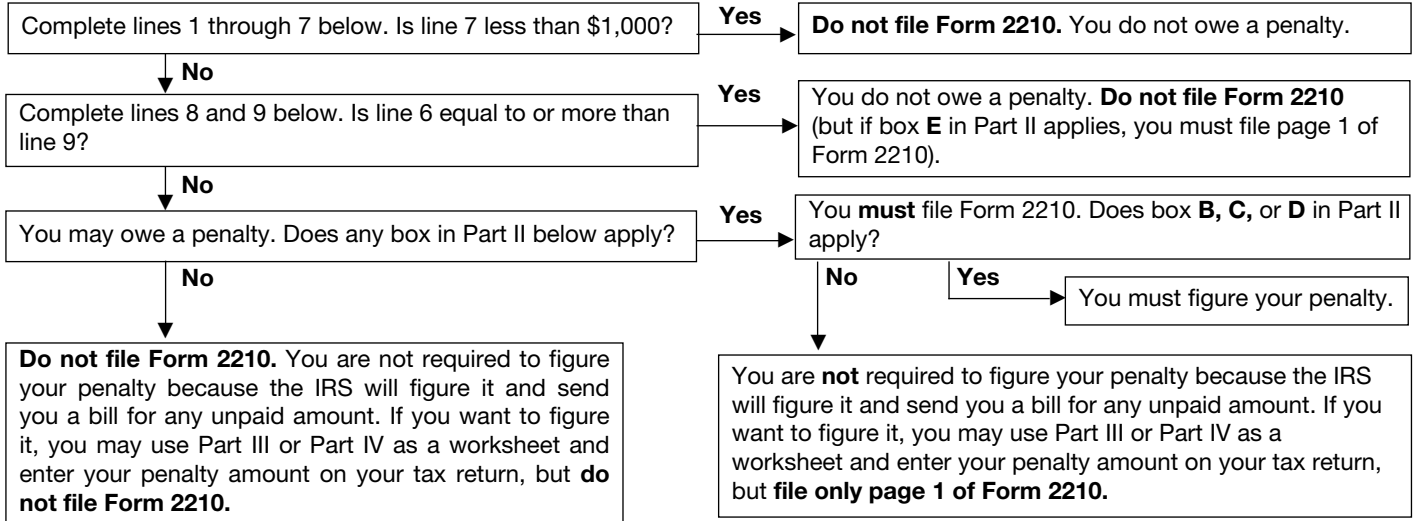 Complete lines 1 through 7 below. Is line 7 less than $1,000?
Yes
Do not file Form 2210. You do not owe a penalty.
No
Complete lines 8 and 9 below. Is line 6 equal to or more than
line 9?
Yes
You do not owe a penalty. Do not file Form 2210
(but if box E in Part II applies, you must file page 1 of
Form 2210).
No
You may owe a penalty. Does any box in Part II below apply?
Yes
You must file Form 2210. Does box B, C, or D in Part II
apply?
No
Yes
You must figure your penalty.
No
Do not file Form 2210. You are not required to figure
your penalty because the IRS will figure it and send
you a bill for any unpaid amount. If you want to figure
it, you may use Part III or Part IV as a worksheet and
enter your penalty amount on your tax return, but do
not file Form 2210.
You are not required to figure your penalty because the IRS
will figure it and send you a bill for any unpaid amount. If you
want to figure it, you may use Part III or Part IV as a
worksheet and enter your penalty amount on your tax return,
but file only page 1 of Form 2210.